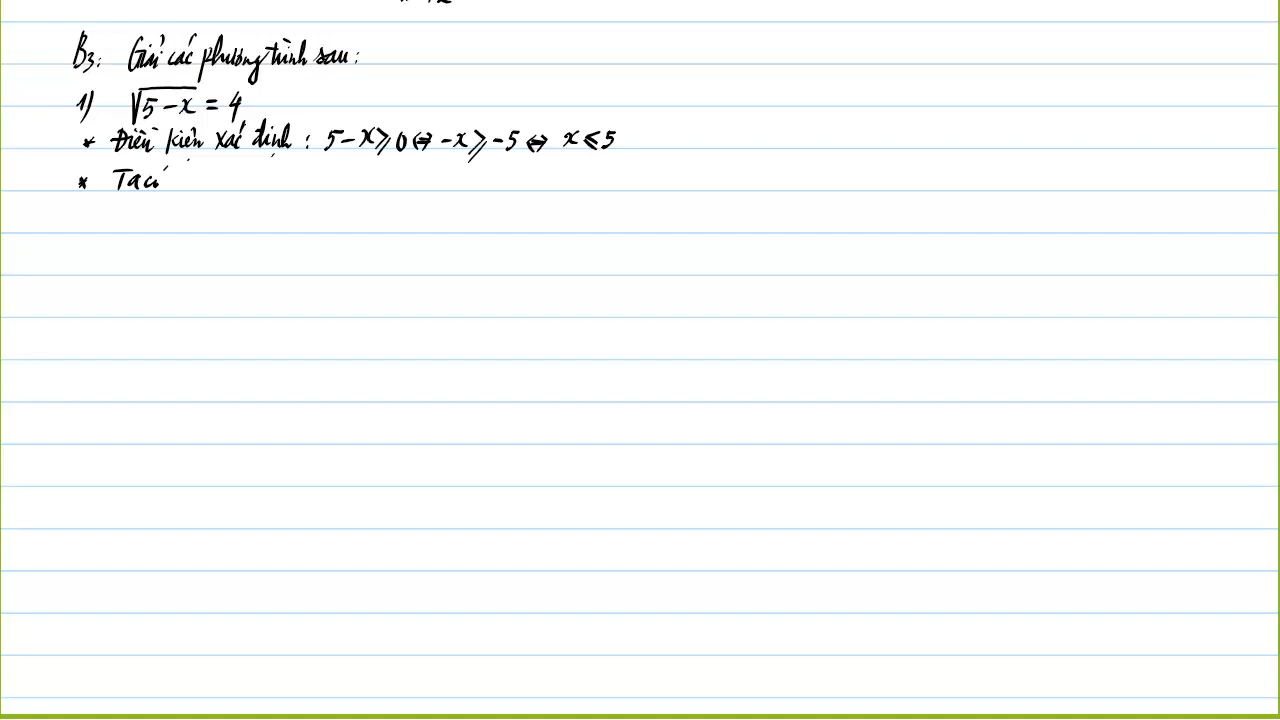 B3: Giải các phương trình sau:
1) √5-x = 4
* Điều kiện xác định : 5-x ≥ 0 ⇔ -x ≥ -5 ⇔ x ≤ 5
* Ta có